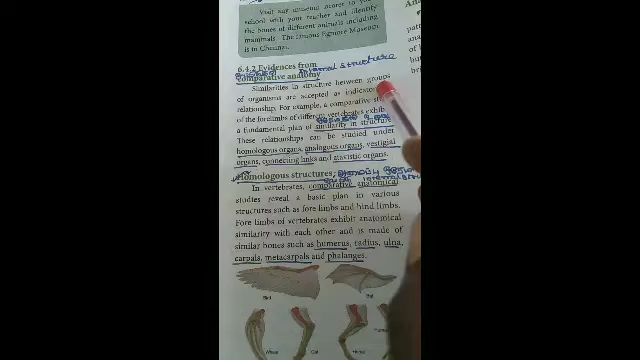 Visit any museum nearer to your
school with your teacher and identify
the bones of different animals including
mammals. The famous Egmore Museum
is in Chennai.
6.4.2 Evidences from
internal structure
comparative anatomy
Similarities in structure between groups
of organisms are accepted as indicators of
relationship. For example, a comparative
of the forelimbs of different vertebrates exhibit
a fundamental plan of similarity in structure
These relationships can be studied under
homologous organs, analogous organs, vestigial
organs, connecting links and atavistic organs.
Homologous structures
In vertebrates, comparative anatomical
studies reveal a basic plan in various
structures such as fore limbs and hind limbs.
Fore limbs of vertebrates exhibit anatomical
similarity with each other and is made of
similar bones such as humerus, radius, ulna,
carpals, metacarpals and phalanges.
Bird
Bat
Whale
Cat
Horse